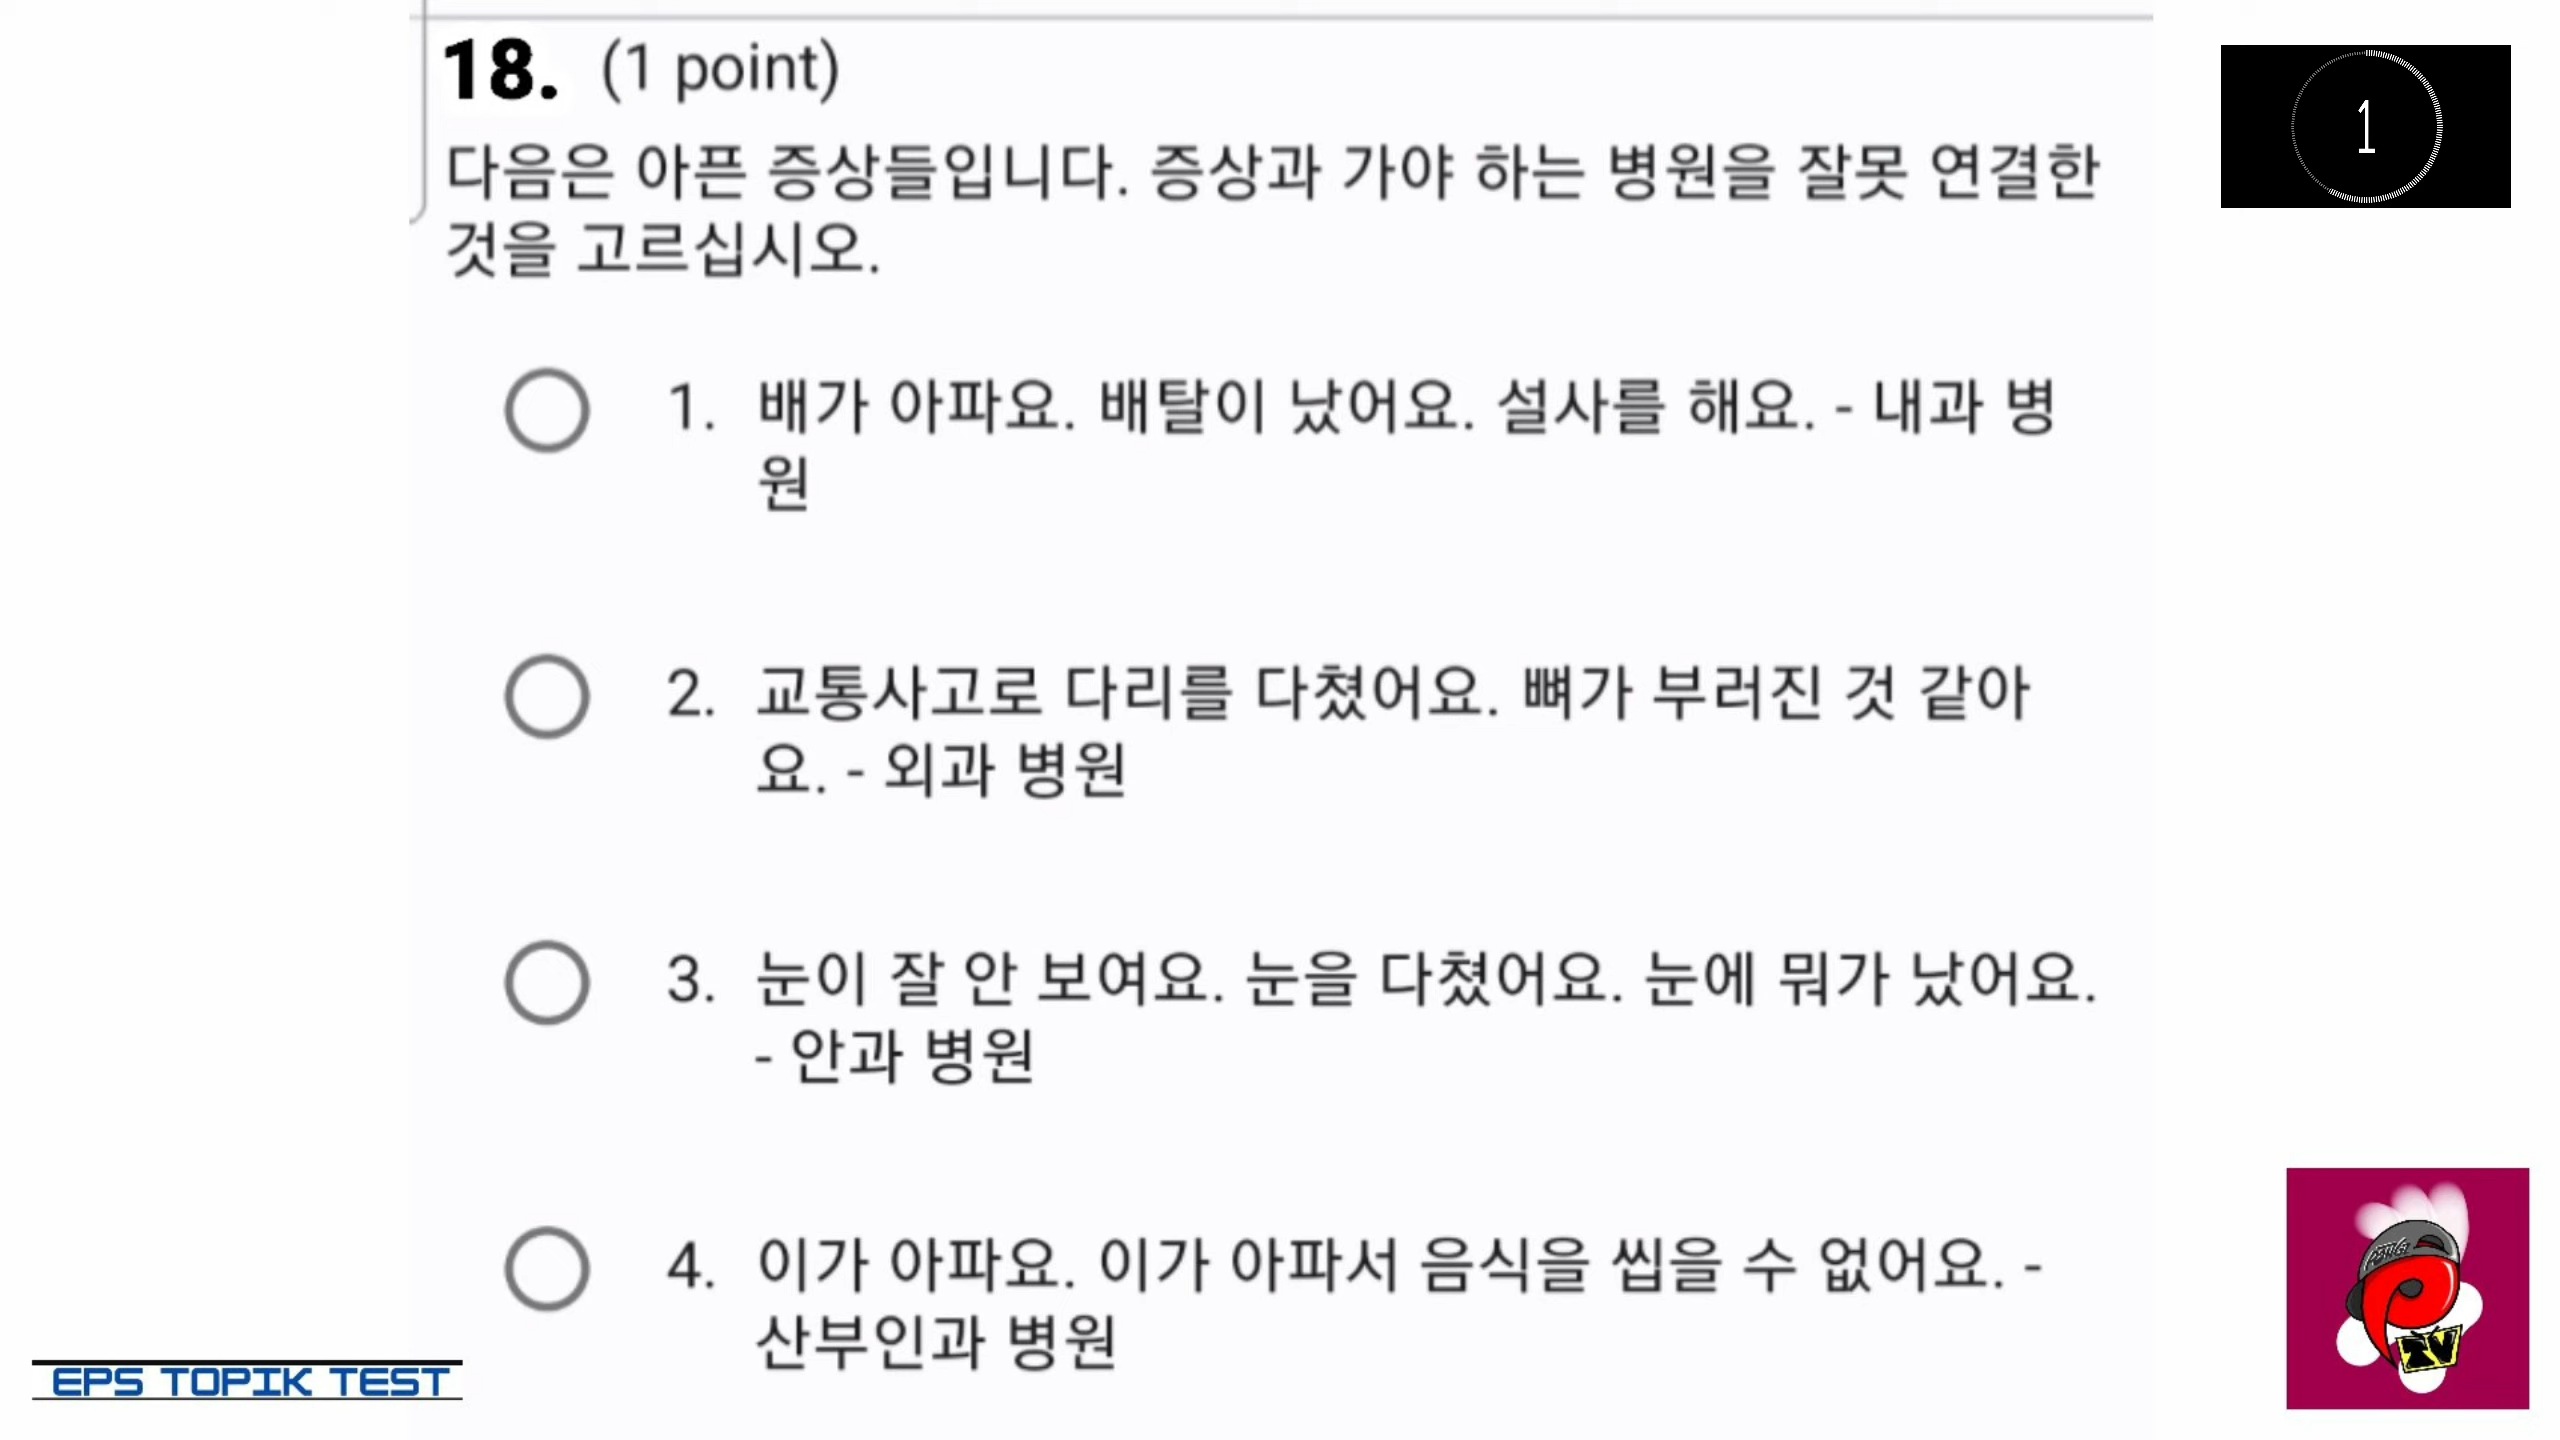 18. (1 point)
다음은 아픈 증상들입니다. 증상과 가야 하는 병원을 잘못 연결한
것을 고르십시오.
1. 배가 아파요. 배탈이 났어요. 설사를 해요. - 내과 병
원
2. 교통사고로 다리를 다쳤어요. 뼈가 부러진 것 같아
요. - 외과 병원
3. 눈이 잘 안 보여요. 눈을 다쳤어요. 눈에 뭐가 났어요.
- 안과 병원
4. 이가 아파요. 이가 아파서 음식을 씹을 수 없어요. -
산부인과 병원
1
EPS TOPIK TEST
TV